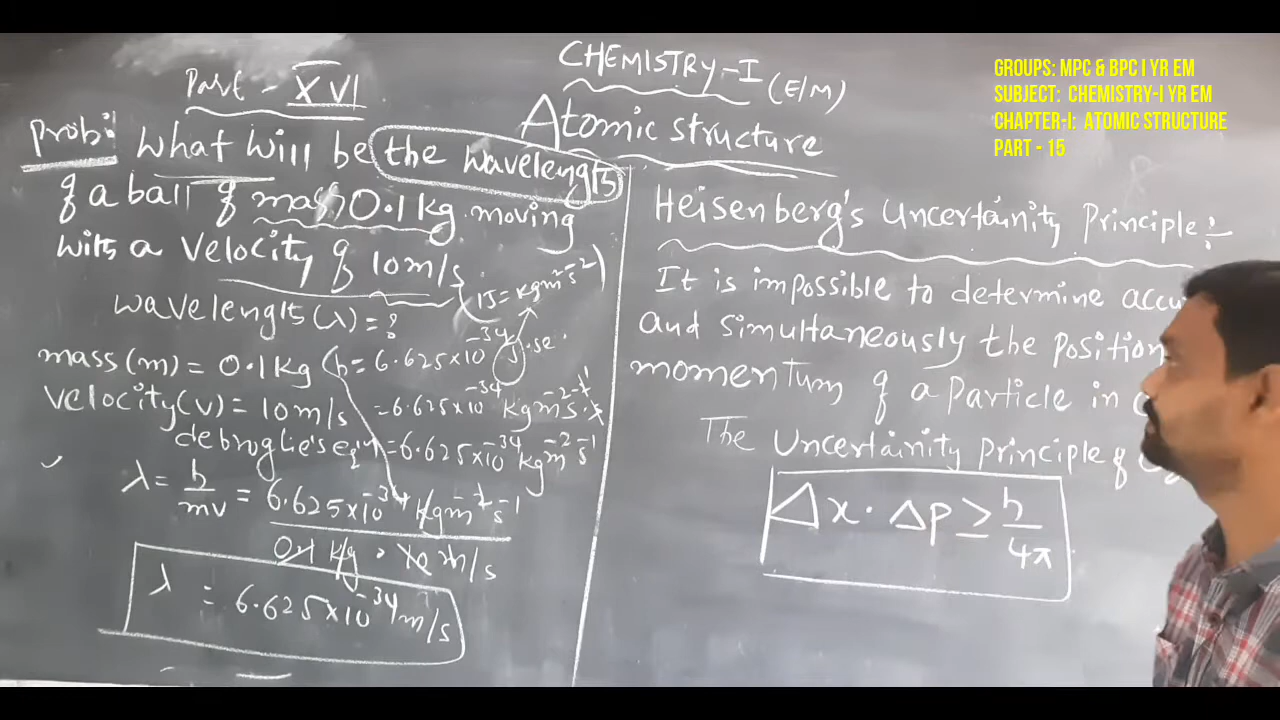 Part - XVI
CHEMISTRY-I (E/M)
Atomic structure
GROUPS: MPC & BPC I YR EM
SUBJECT: CHEMISTRY-I YR EM
CHAPTER-I: ATOMIC STRUCTURE
PART - 15
Prob: What will be the wavelength
of a ball of mass 0.1 kg moving
with a velocity of 10 m/s.
(1J = kgm²s⁻²)
wavelength (λ) = ?
mass(m) = 0.1 kg h = 6.625×10⁻³⁴ J.se.
velocity(v) = 10 m/s = 6.625×10⁻³⁴ kgm²s⁻²
debroglie's eqn = 6.625×10⁻³⁴ kgm²s⁻¹
λ = h/mv = 6.625×10⁻³⁴ kgm²s⁻¹
0.1 kg . 10 m/s
λ = 6.625×10⁻³⁴ m/s
Heisenberg's Uncertainity Principle:-
It is impossible to determine accu
and simultaneously the position
momentum of a particle in
The Uncertainity principle of
Δx . Δp ≥ h/4π